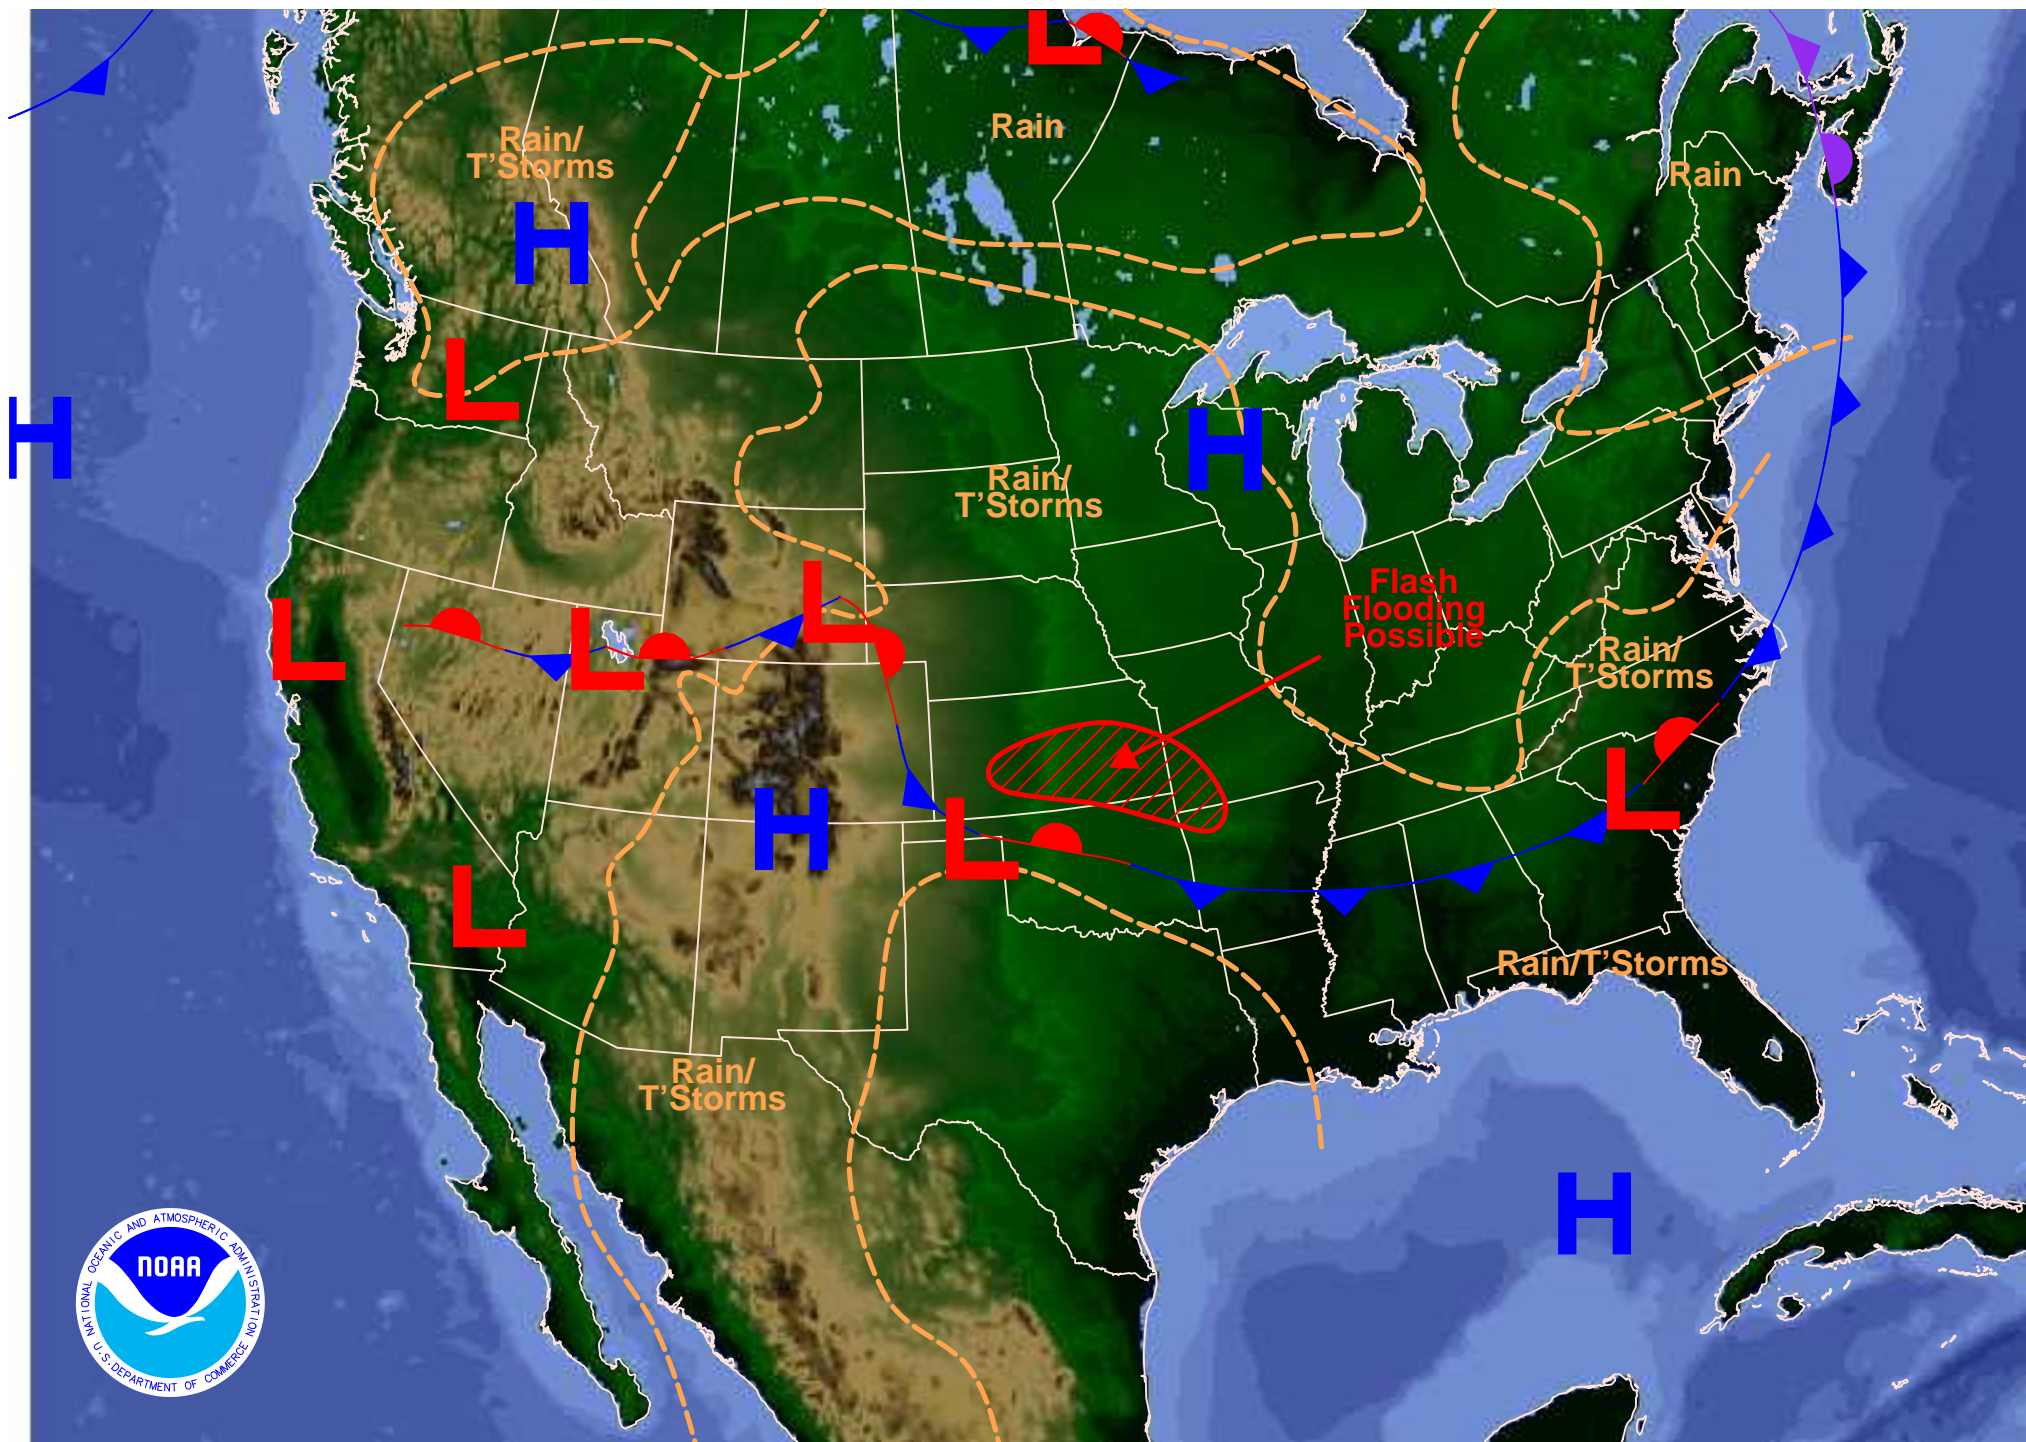 L
Rain
Rain/
T'Storms
Rain
H
L
H
H
Rain/
T'Storms
L
L
L
Flash
Flooding
Possible
Rain/
T'Storms
L
H
L
L
Rain/T'Storms
Rain/
T'Storms
H
NATIONAL OCEANIC AND ATMOSPHERIC ADMINISTRATION
NOAA
U.S. DEPARTMENT OF COMMERCE